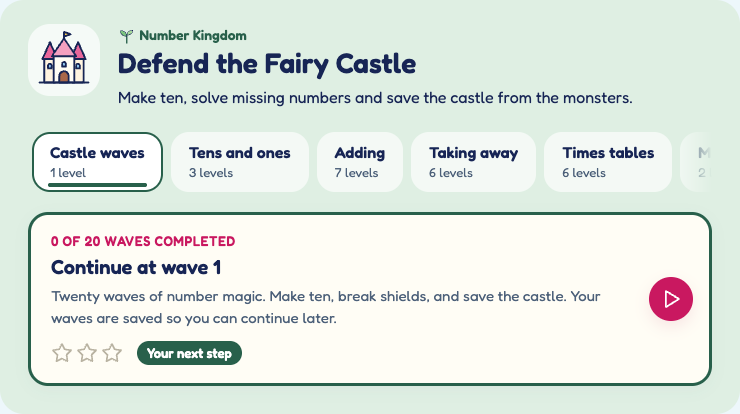 Number Kingdom
Defend the Fairy Castle
Make ten, solve missing numbers and save the castle from the monsters.
Castle waves
1 level
Tens and ones
3 levels
Adding
7 levels
Taking away
6 levels
Times tables
6 levels
M
2
0 OF 20 WAVES COMPLETED
Continue at wave 1
Twenty waves of number magic. Make ten, break shields, and save the castle. Your
waves are saved so you can continue later.
Your next step